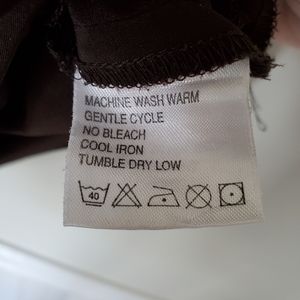 MACHINE WASH WARM
GENTLE CYCLE
NO BLEACH
COOL IRON
TUMBLE DRY LOW
40